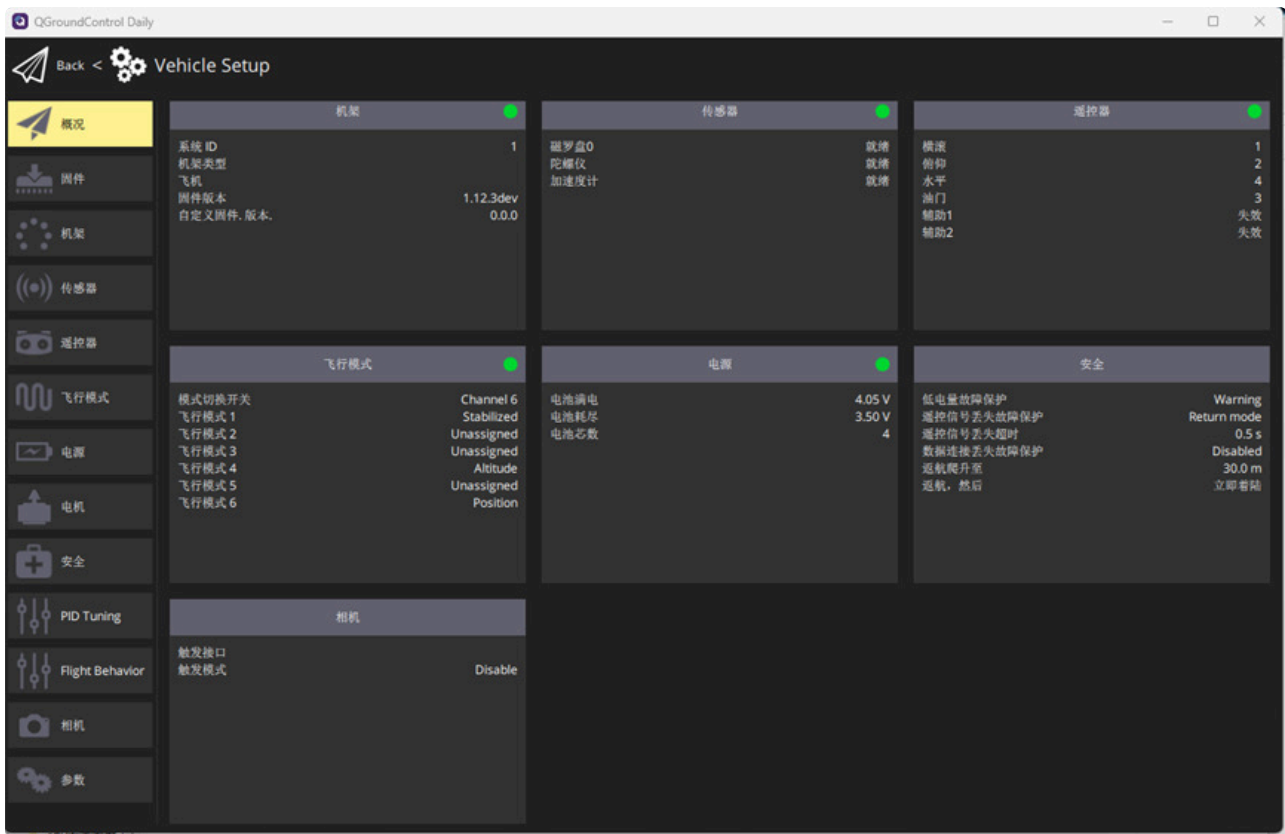 QGroundControl Daily
Back < Vehicle Setup
概况
固件
机架
传感器
遥控器
飞行模式
电源
电机
安全
PID Tuning
Flight Behavior
相机
参数
机架
系统 ID 1
机架类型
飞机
固件版本 1.12.3dev
自定义固件. 版本. 0.0.0
传感器
磁罗盘0 就绪
陀螺仪 就绪
加速度计 就绪
遥控器
横滚 1
俯仰 2
水平 4
油门 3
辅助1 失效
辅助2 失效
飞行模式
模式切换开关 Channel 6
飞行模式 1 Stabilized
飞行模式 2 Unassigned
飞行模式 3 Unassigned
飞行模式 4 Altitude
飞行模式 5 Unassigned
飞行模式 6 Position
电源
电池满电 4.05 V
电池耗尽 3.50 V
电池芯数 4
安全
低电量故障保护 Warning
遥控信号丢失故障保护 Return mode
遥控信号丢失超时 0.5 s
数据连接丢失故障保护 Disabled
返航爬升至 30.0 m
返航，然后 立即着陆
相机
触发接口
触发模式 Disable